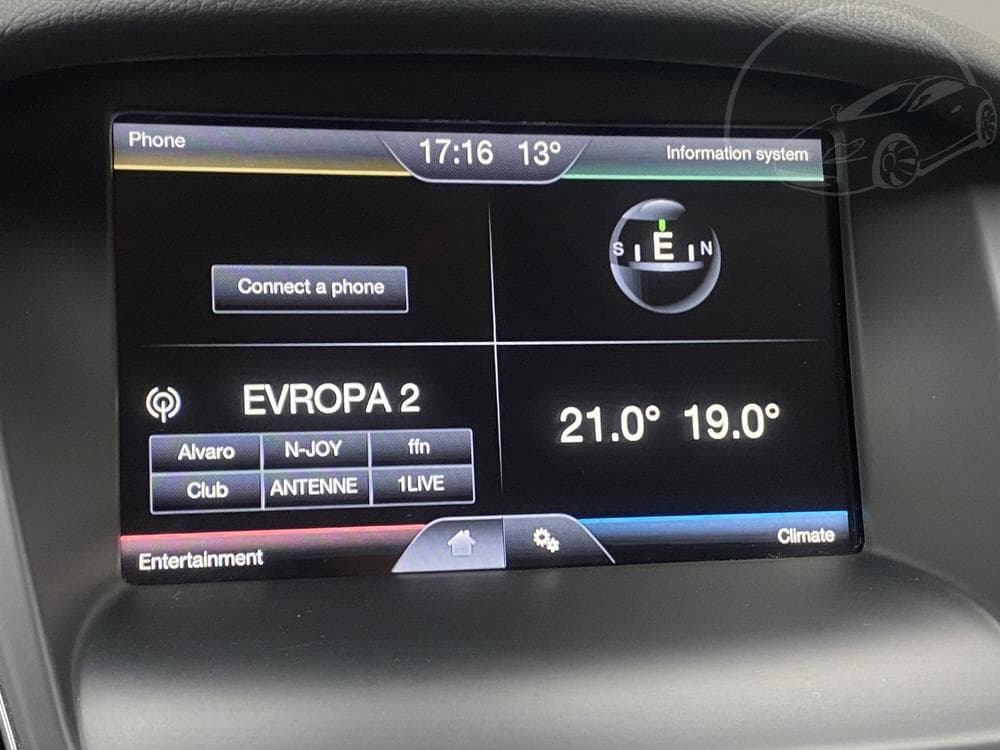 Phone
17:16 13°
Information system
S E N
Connect a phone
EVROPA 2
Alvaro N-JOY ffn
Club ANTENNE 1LIVE
21.0° 19.0°
Entertainment
Climate